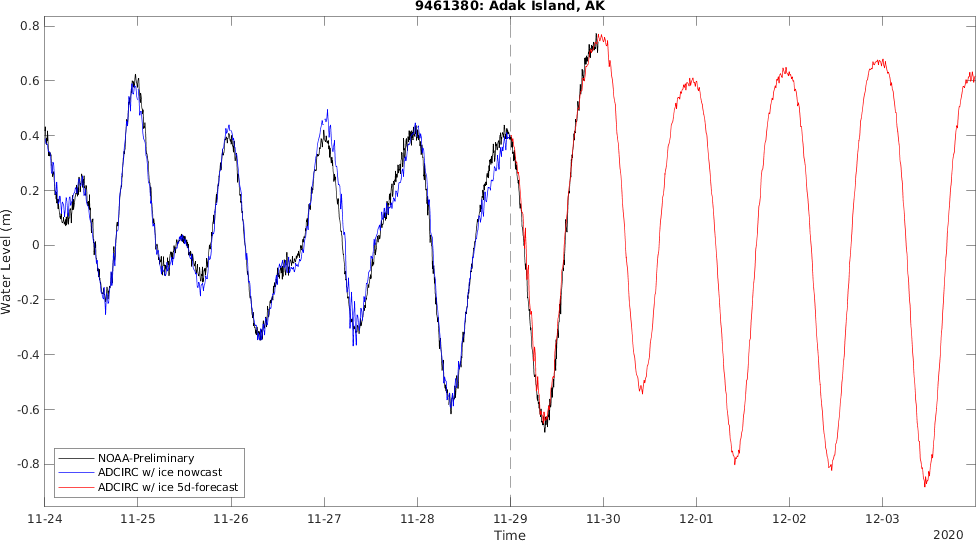 9461380: Adak Island, AK
Water Level (m)
0.8
0.6
0.4
0.2
0
-0.2
-0.4
-0.6
-0.8
NOAA-Preliminary
ADCIRC w/ ice nowcast
ADCIRC w/ ice 5d-forecast
11-24 11-25 11-26 11-27 11-28 11-29 11-30 12-01 12-02 12-03
Time
2020